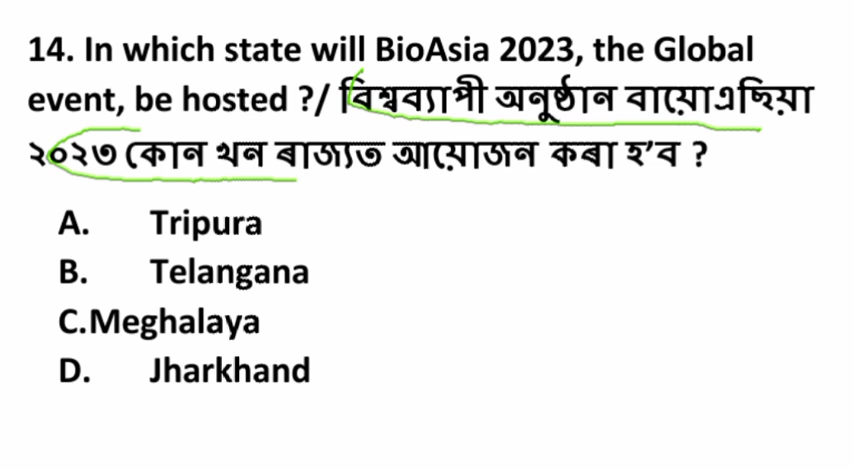 14. In which state will BioAsia 2023, the Global
event, be hosted ?/ বিশ্বব্যাপী অনুষ্ঠান বায়োএছিয়া
২০২৩ কোন খন ৰাজ্যত আয়োজন কৰা হ’ব ?
A. Tripura
B. Telangana
C.Meghalaya
D. Jharkhand